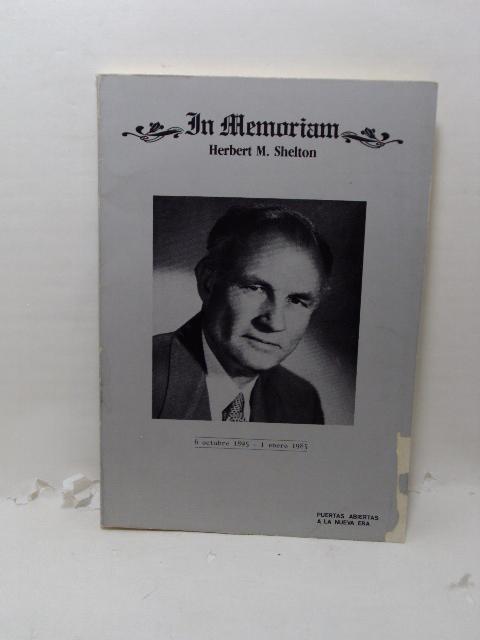 In Memoriam
Herbert M. Shelton
6 octubre 1895 - 1 enero 1985
PUERTAS ABIERTAS
A LA NUEVA ERA